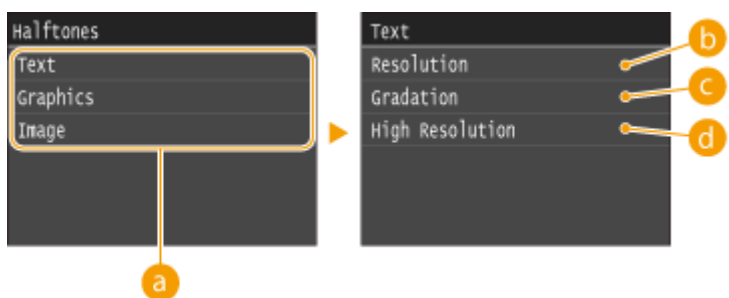 Halftones
Text
Graphics
Image
a
Text
Resolution
Gradation
High Resolution
b
c
d